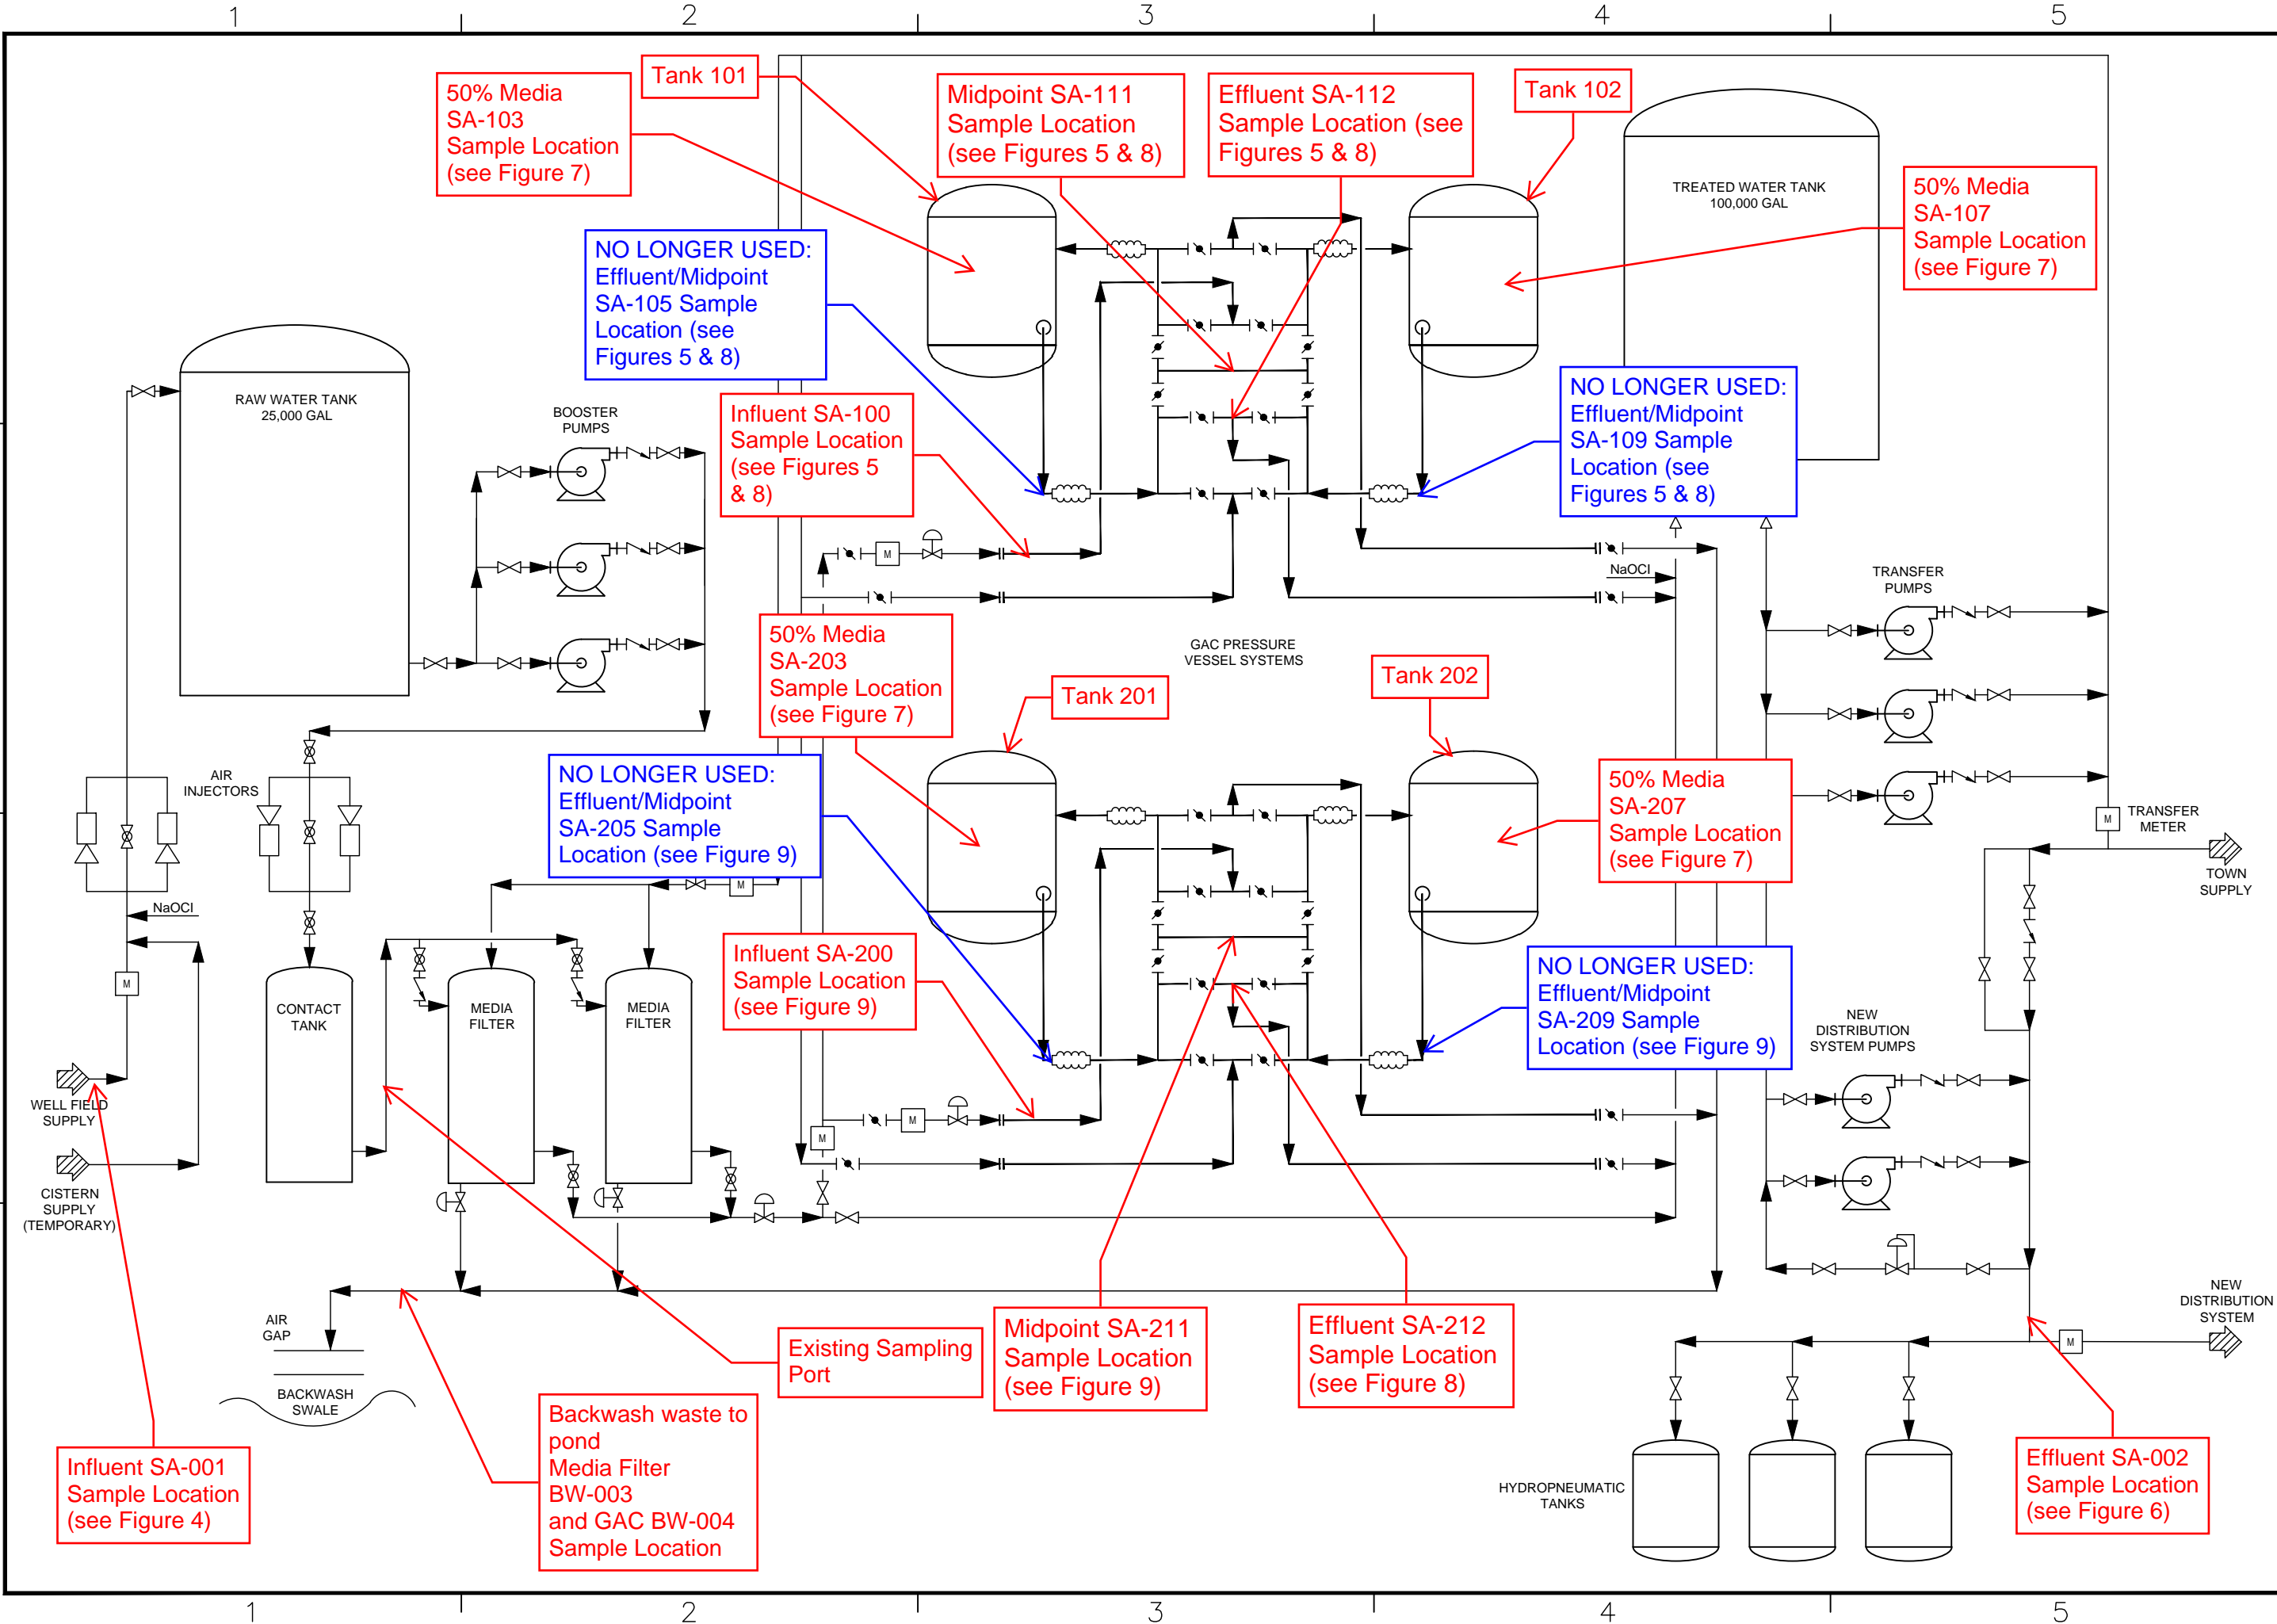 1
2
3
4
5
50% Media
SA-103
Sample Location
(see Figure 7)
Tank 101
Midpoint SA-111
Sample Location
(see Figures 5 & 8)
Effluent SA-112
Sample Location (see
Figures 5 & 8)
Tank 102
TREATED WATER TANK
100,000 GAL
50% Media
SA-107
Sample Location
(see Figure 7)
NO LONGER USED:
Effluent/Midpoint
SA-105 Sample
Location (see
Figures 5 & 8)
RAW WATER TANK
25,000 GAL
BOOSTER
PUMPS
Influent SA-100
Sample Location
(see Figures 5
& 8)
NO LONGER USED:
Effluent/Midpoint
SA-109 Sample
Location (see
Figures 5 & 8)
M
NaOCl
TRANSFER
PUMPS
50% Media
SA-203
Sample Location
(see Figure 7)
GAC PRESSURE
VESSEL SYSTEMS
Tank 201
Tank 202
AIR
INJECTORS
NO LONGER USED:
Effluent/Midpoint
SA-205 Sample
Location (see Figure 9)
50% Media
SA-207
Sample Location
(see Figure 7)
M
TRANSFER
METER
M
TOWN
SUPPLY
NaOCl
Influent SA-200
Sample Location
(see Figure 9)
NO LONGER USED:
Effluent/Midpoint
SA-209 Sample
Location (see Figure 9)
M
CONTACT
TANK
MEDIA
FILTER
MEDIA
FILTER
NEW
DISTRIBUTION
SYSTEM PUMPS
WELL FIELD
SUPPLY
M
M
CISTERN
SUPPLY
(TEMPORARY)
NEW
DISTRIBUTION
SYSTEM
AIR
GAP
Existing Sampling
Port
Midpoint SA-211
Sample Location
(see Figure 9)
Effluent SA-212
Sample Location
(see Figure 8)
M
BACKWASH
SWALE
Backwash waste to
pond
Media Filter
BW-003
and GAC BW-004
Sample Location
Influent SA-001
Sample Location
(see Figure 4)
HYDROPNEUMATIC
TANKS
Effluent SA-002
Sample Location
(see Figure 6)
1
2
3
4
5